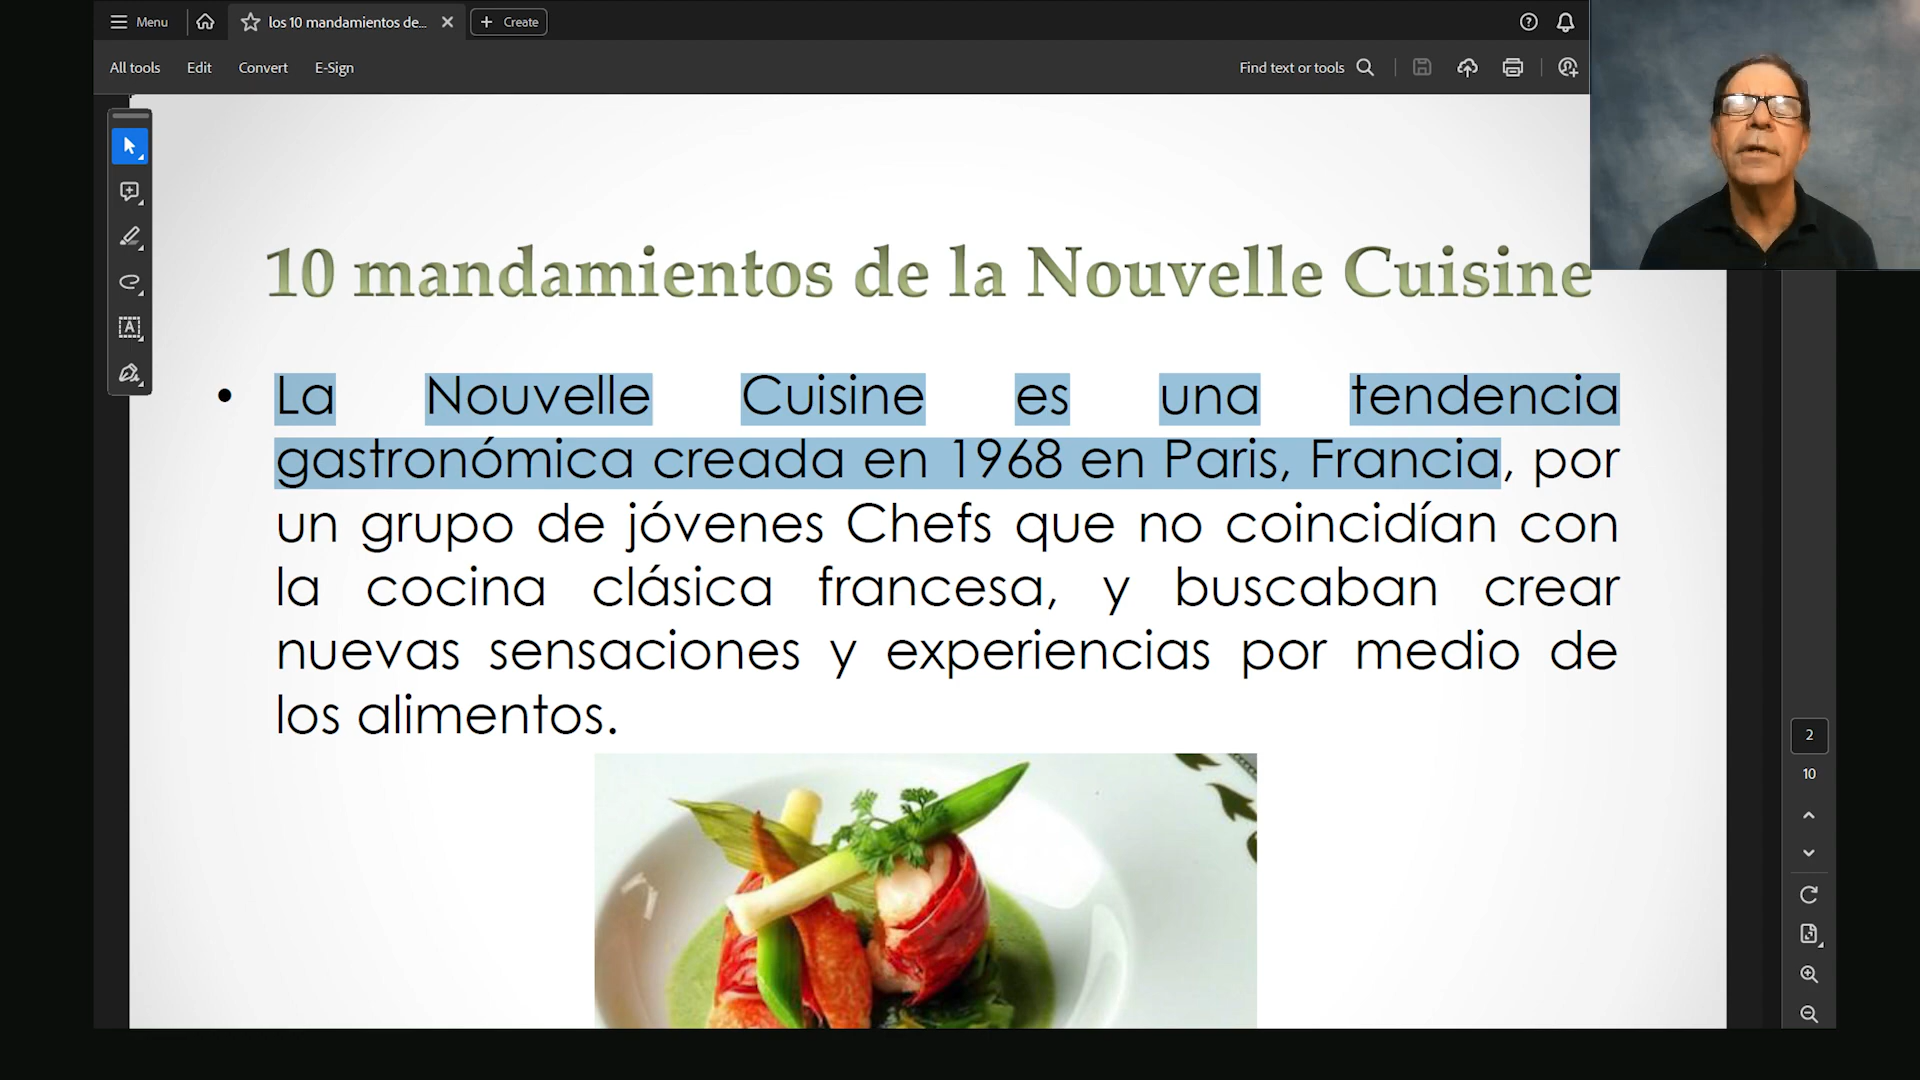 Menu
los 10 mandamientos de...
Create
All tools
Edit
Convert
E-Sign
Find text or tools
10 mandamientos de la Nouvelle Cuisine
• La Nouvelle Cuisine es una tendencia
gastronómica creada en 1968 en Paris, Francia, por
un grupo de jóvenes Chefs que no coincidían con
la cocina clásica francesa, y buscaban crear
nuevas sensaciones y experiencias por medio de
los alimentos.
2
10